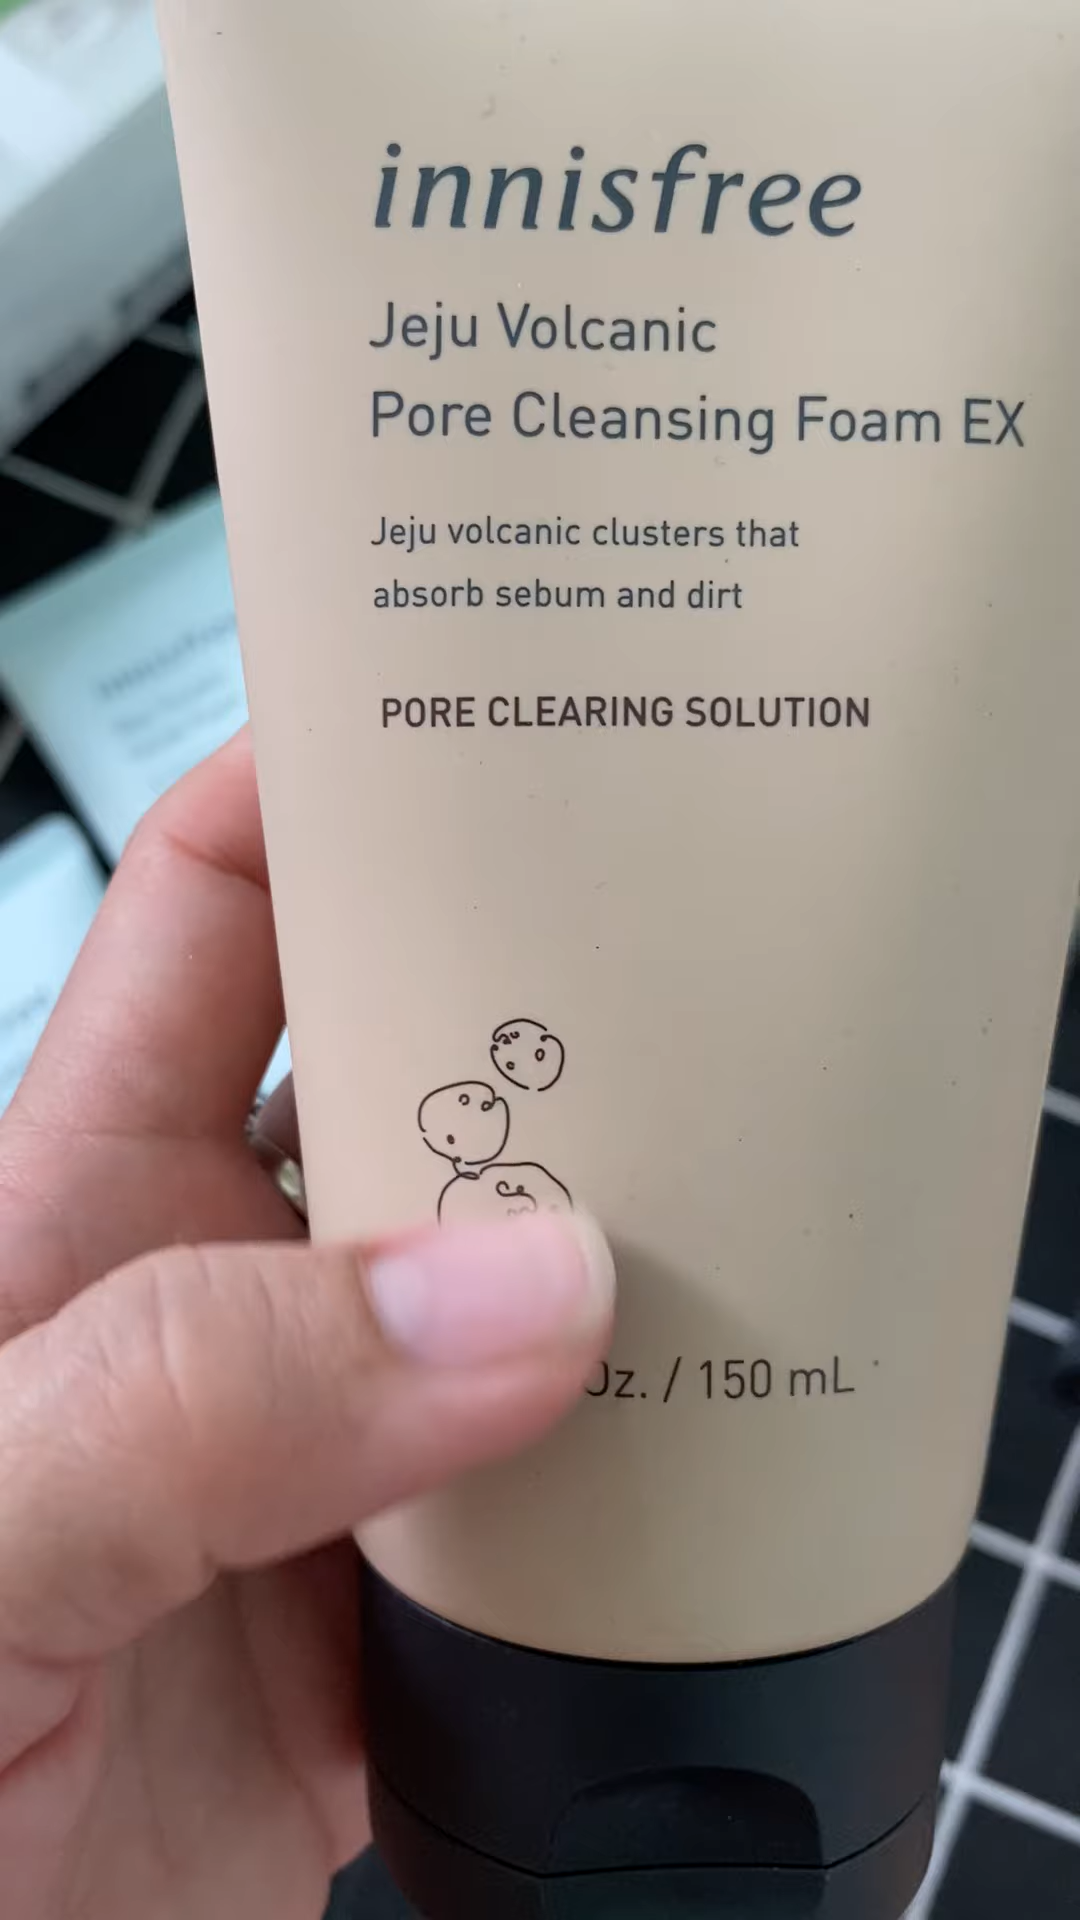 innisfree
Jeju Volcanic
Pore Cleansing Foam EX
Jeju volcanic clusters that
absorb sebum and dirt
PORE CLEARING SOLUTION
Oz. / 150 mL